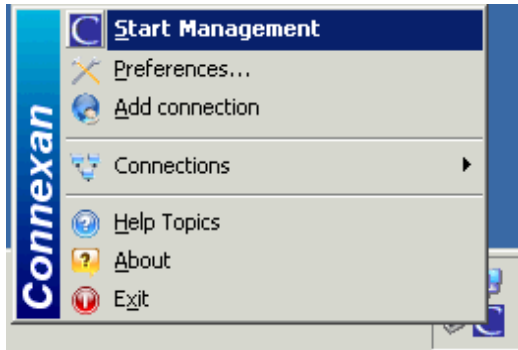 Connexan
Start Management
Preferences...
Add connection
Connections
Help Topics
About
Exit